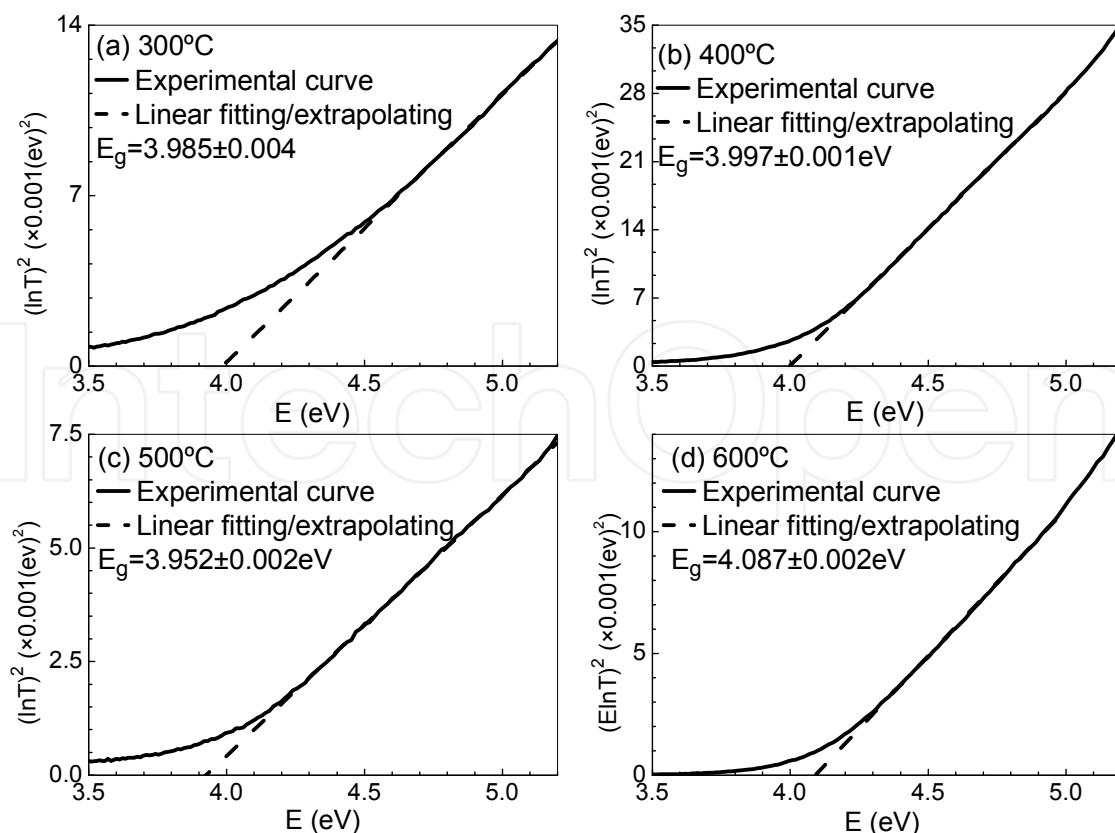 (a) 300ºC
Experimental curve
Linear fitting/extrapolating
E_g=3.985±0.004
(lnT)² (×0.001(ev)²)
14
7
0
3.5 4.0 4.5 5.0
E (eV)
(b) 400ºC
Experimental curve
Linear fitting/extrapolating
E_g=3.997±0.001eV
(lnT)² (×0.001(ev)²)
35
28
21
14
7
0
3.5 4.0 4.5 5.0
E (eV)
(c) 500ºC
Experimental curve
Linear fitting/extrapolating
E_g=3.952±0.002eV
(lnT)² (×0.001(ev)²)
7.5
5.0
2.5
0.0
3.5 4.0 4.5 5.0
E (eV)
(d) 600ºC
Experimental curve
Linear fitting/extrapolating
E_g=4.087±0.002eV
(ElnT)² (×0.001(ev)²)
10
5
0
3.5 4.0 4.5 5.0
E (eV)
IntechOpen